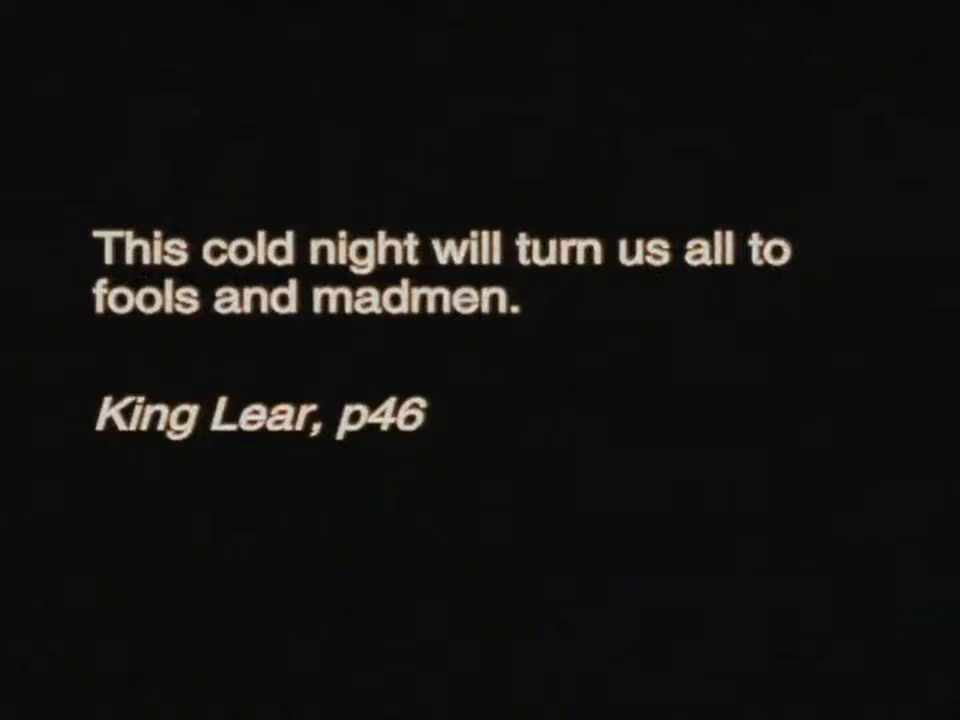 This cold night will turn us all to
fools and madmen.
King Lear, p46